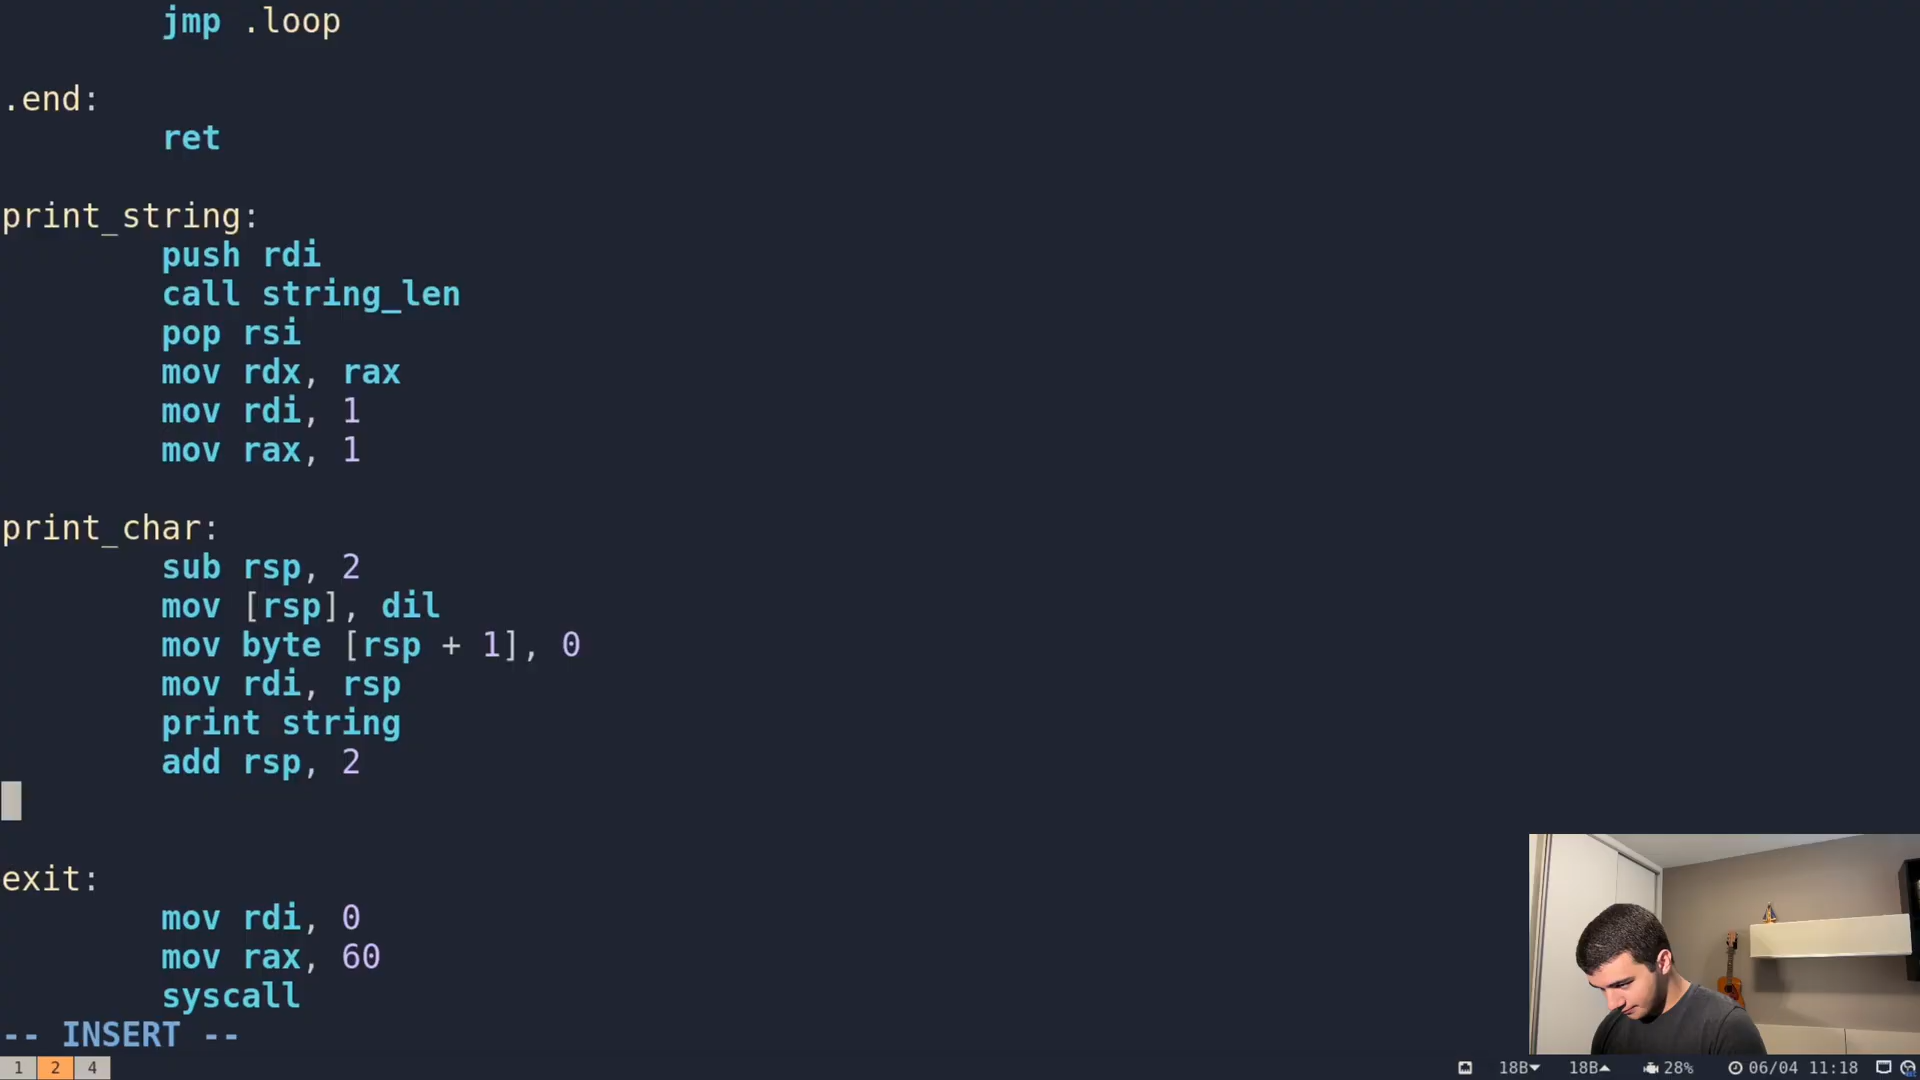 jmp .loop
.end:
ret
print_string:
push rdi
call string_len
pop rsi
mov rdx, rax
mov rdi, 1
mov rax, 1
print_char:
sub rsp, 2
mov [rsp], dil
mov byte [rsp + 1], 0
mov rdi, rsp
print string
add rsp, 2
exit:
mov rdi, 0
mov rax, 60
syscall
-- INSERT --
1 2 4 18B 18B 28% 06/04 11:18